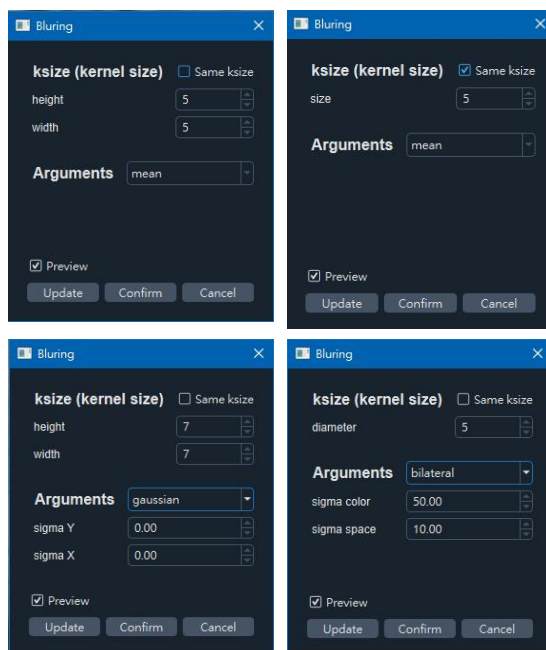 Bluring
ksize (kernel size) Same ksize
height 5
width 5
Arguments mean
Preview
Update Confirm Cancel
Bluring
ksize (kernel size) Same ksize
size 5
Arguments mean
Preview
Update Confirm Cancel
Bluring
ksize (kernel size) Same ksize
height 7
width 7
Arguments gaussian
sigma Y 0.00
sigma X 0.00
Preview
Update Confirm Cancel
Bluring
ksize (kernel size) Same ksize
diameter 5
Arguments bilateral
sigma color 50.00
sigma space 10.00
Preview
Update Confirm Cancel